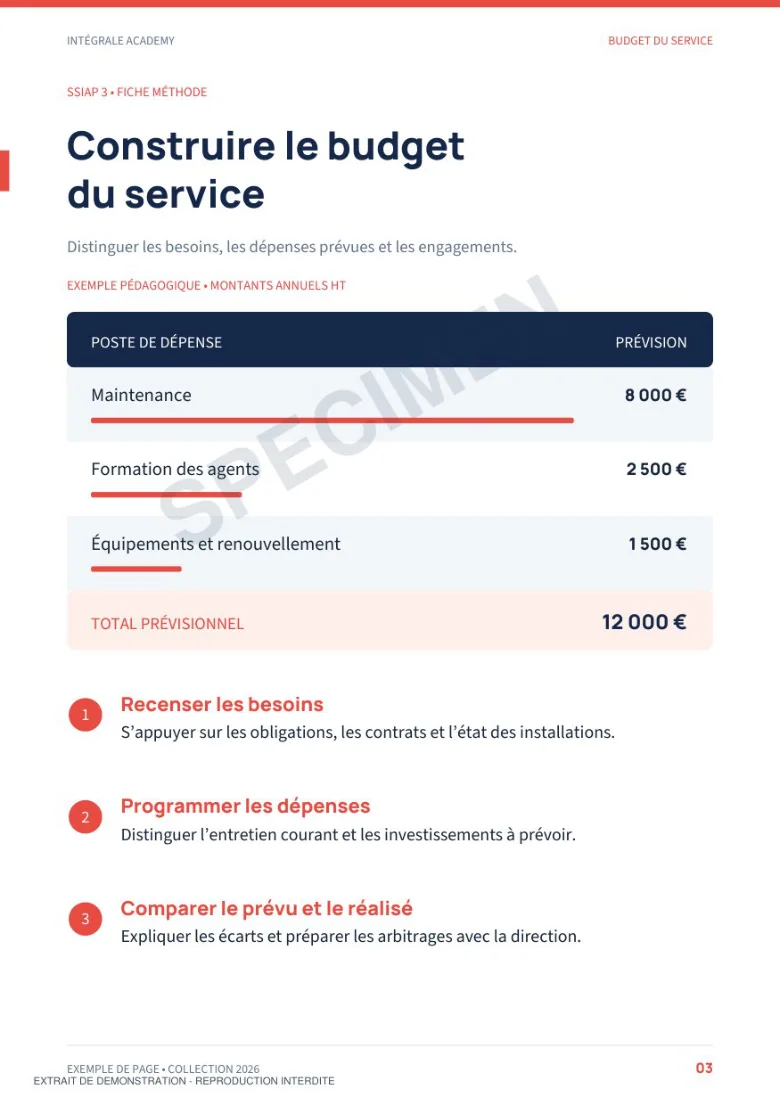 INTÉGRALE ACADEMY
BUDGET DU SERVICE
SSIAP 3 • FICHE MÉTHODE
Construire le budget
du service
Distinguer les besoins, les dépenses prévues et les engagements.
EXEMPLE PÉDAGOGIQUE • MONTANTS ANNUELS HT
SPECIMEN
POSTE DE DÉPENSE PRÉVISION
Maintenance 8 000 €
Formation des agents 2 500 €
Équipements et renouvellement 1 500 €
TOTAL PRÉVISIONNEL 12 000 €
1 Recenser les besoins
S’appuyer sur les obligations, les contrats et l’état des installations.
2 Programmer les dépenses
Distinguer l’entretien courant et les investissements à prévoir.
3 Comparer le prévu et le réalisé
Expliquer les écarts et préparer les arbitrages avec la direction.
EXEMPLE DE PAGE • COLLECTION 2026 03
EXTRAIT DE DEMONSTRATION - REPRODUCTION INTERDITE